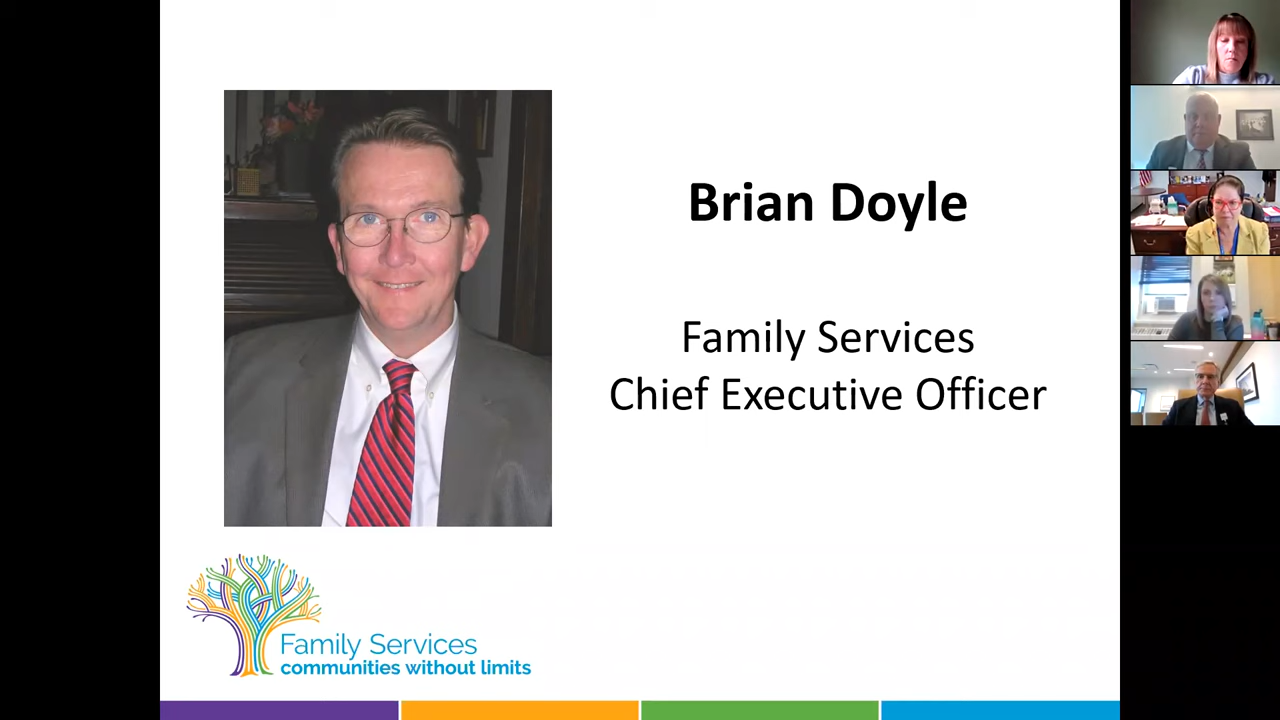 Brian Doyle
Family Services
Chief Executive Officer
Family Services
communities without limits